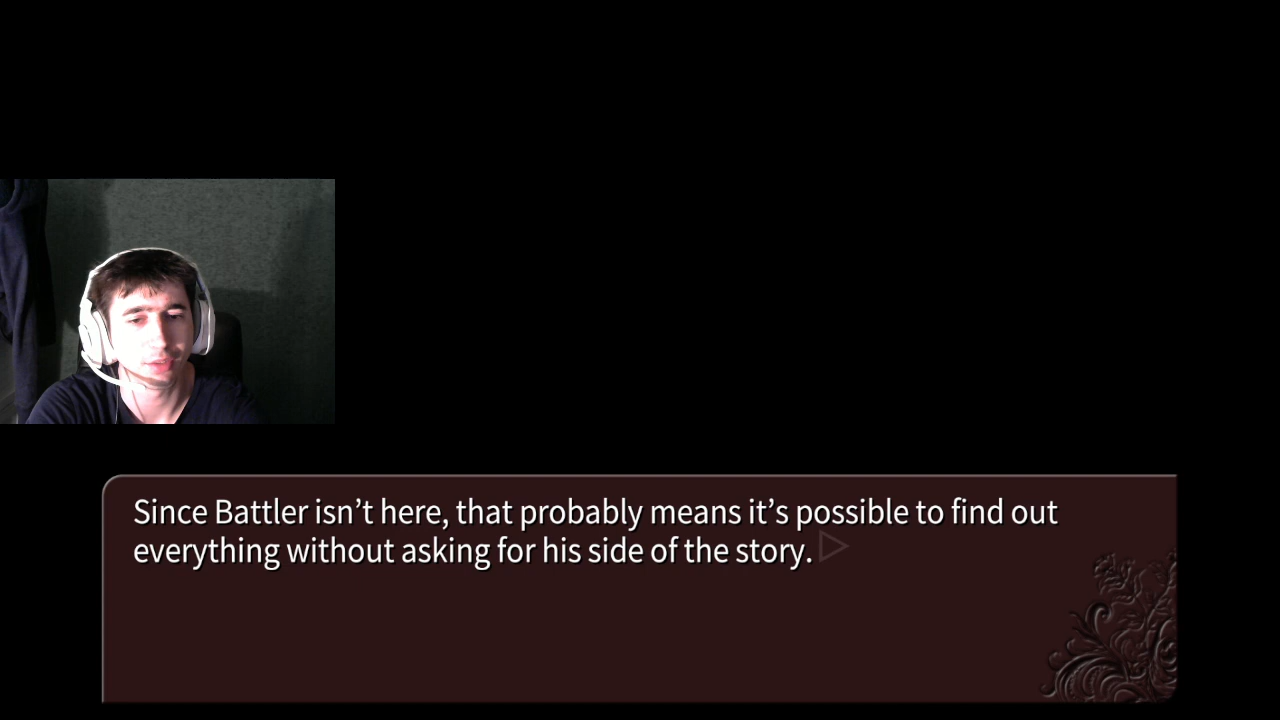 Since Battler isn’t here, that probably means it’s possible to find out
everything without asking for his side of the story.